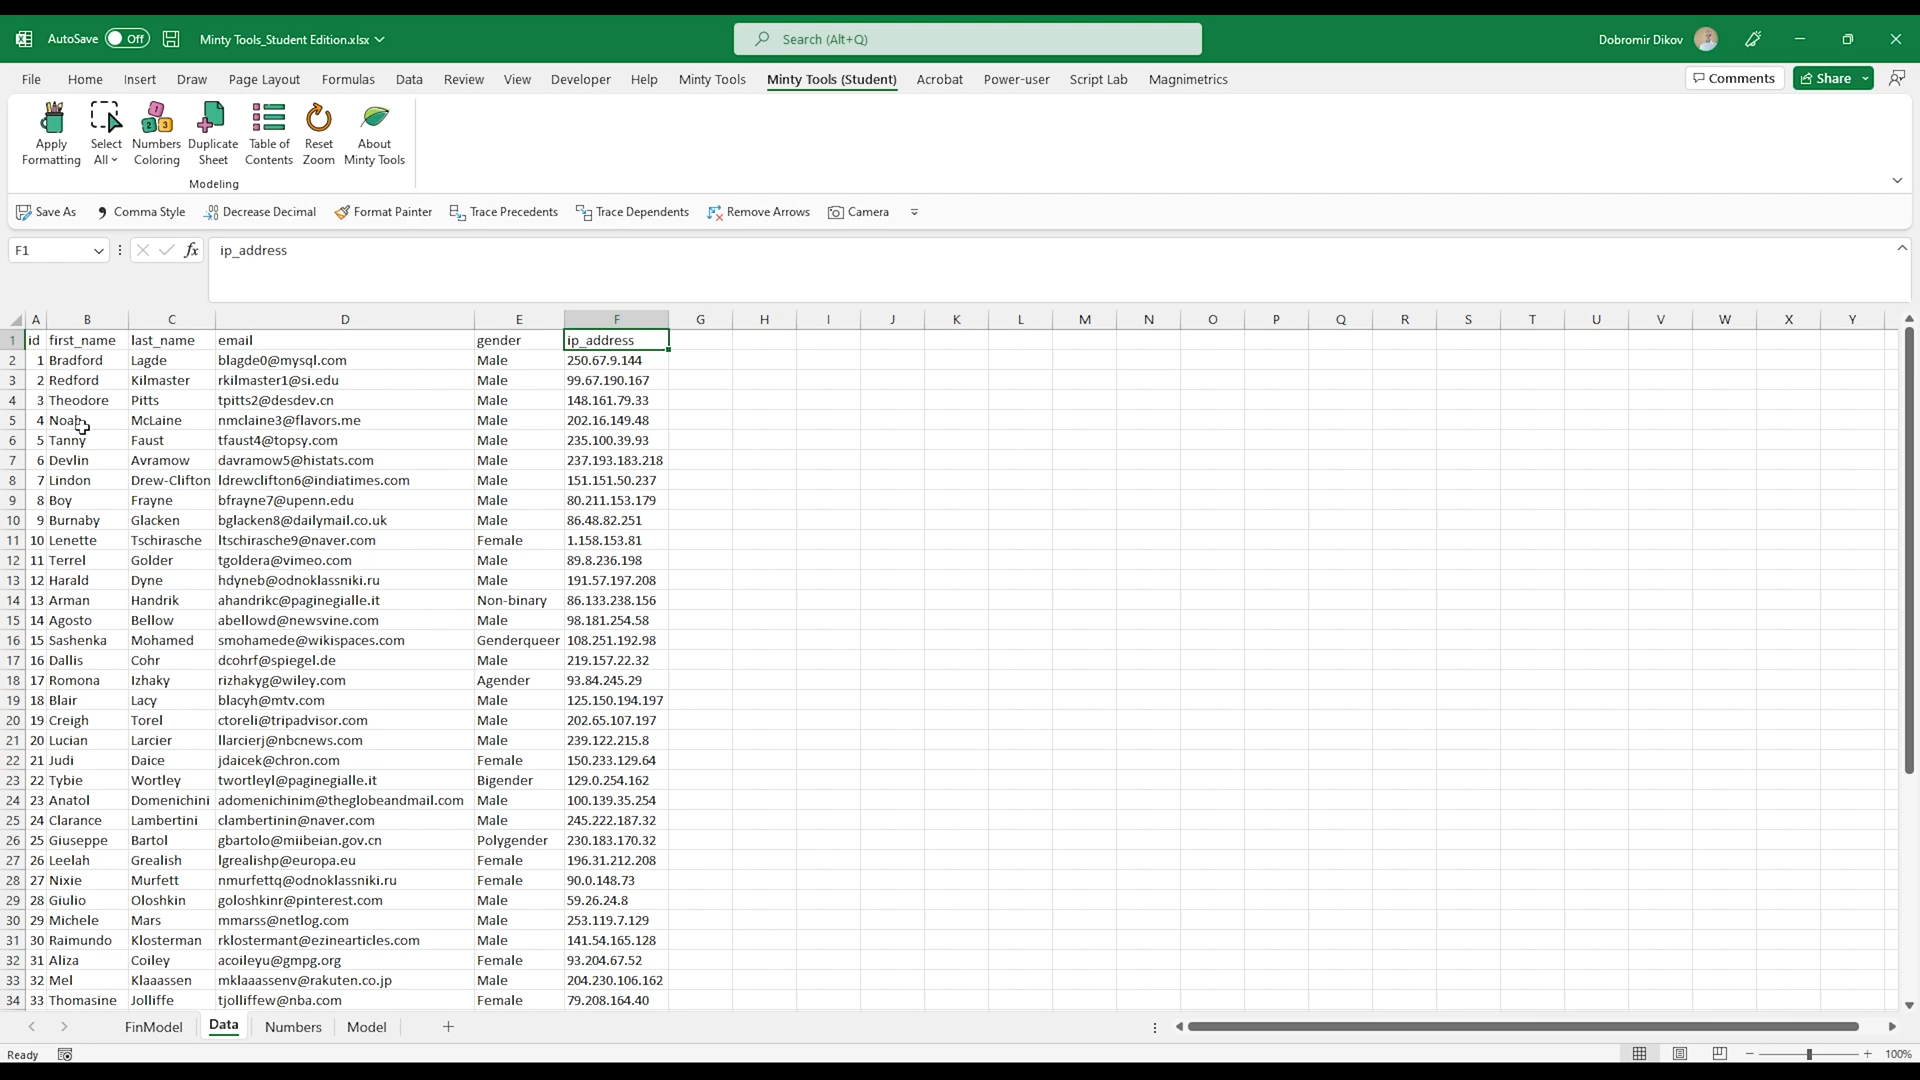 AutoSave Off Minty Tools_Student Edition.xlsx Search (Alt+Q) Dobromir Dikov
File Home Insert Draw Page Layout Formulas Data Review View Developer Help Minty Tools Minty Tools (Student) Acrobat Power-user Script Lab Magnimetrics Comments Share
Apply Formatting
Select All
Numbers Coloring
Duplicate Sheet
Table of Contents
Reset Zoom
About Minty Tools
Modeling
Save As Comma Style Decrease Decimal Format Painter Trace Precedents Trace Dependents Remove Arrows Camera
F1 fx ip_address
A B C D E F G H I J K L M N O P Q R S T U V W X Y
1 id first_name last_name email gender ip_address
2 1 Bradford Lagde blagde0@mysql.com Male 250.67.9.144
3 2 Redford Kilmaster rkilmaster1@si.edu Male 99.67.190.167
4 3 Theodore Pitts tpitts2@desdev.cn Male 148.161.79.33
5 4 Noah McLaine nmclaine3@flavors.me Male 202.16.149.48
6 5 Tanny Faust tfaust4@topsy.com Male 235.100.39.93
7 6 Devlin Avramow davramow5@histats.com Male 237.193.183.218
8 7 Lindon Drew-Clifton ldrewclifton6@indiatimes.com Male 151.151.50.237
9 8 Boy Frayne bfrayne7@upenn.edu Male 80.211.153.179
10 9 Burnaby Glacken bglacken8@dailymail.co.uk Male 86.48.82.251
11 10 Lenette Tschirasche ltschirasche9@naver.com Female 1.158.153.81
12 11 Terrel Golder tgoldera@vimeo.com Male 89.8.236.198
13 12 Harald Dyne hdyneb@odnoklassniki.ru Male 191.57.197.208
14 13 Arman Handrik ahandrikc@paginegialle.it Non-binary 86.133.238.156
15 14 Agosto Bellow abellowd@newsvine.com Male 98.181.254.58
16 15 Sashenka Mohamed smohamede@wikispaces.com Genderqueer 108.251.192.98
17 16 Dallis Cohr dcohrf@spiegel.de Male 219.157.22.32
18 17 Romona Izhaky rizhakyg@wiley.com Agender 93.84.245.29
19 18 Blair Lacy blacyh@mtv.com Male 125.150.194.197
20 19 Creigh Torel ctoreli@tripadvisor.com Male 202.65.107.197
21 20 Lucian Larcier llarcierj@nbcnews.com Male 239.122.215.8
22 21 Judi Daice jdaicek@chron.com Female 150.233.129.64
23 22 Tybie Wortley twortleyl@paginegialle.it Bigender 129.0.254.162
24 23 Anatol Domenichini adomenichinim@theglobeandmail.com Male 100.139.35.254
25 24 Clarance Lambertini clambertinin@naver.com Male 245.222.187.32
26 25 Giuseppe Bartol gbartolo@miibeian.gov.cn Polygender 230.183.170.32
27 26 Leelah Grealish lgrealishp@europa.eu Female 196.31.212.208
28 27 Nixie Murfett nmurfettq@odnoklassniki.ru Female 90.0.148.73
29 28 Giulio Oloshkin goloshkinr@pinterest.com Male 59.26.24.8
30 29 Michele Mars mmarss@netlog.com Male 253.119.7.129
31 30 Raimundo Klosterman rklostermant@ezinearticles.com Male 141.54.165.128
32 31 Aliza Coiley acoileyu@gmpg.org Female 93.204.67.52
33 32 Mel Klaaassen mklaaassenv@rakuten.co.jp Male 204.230.106.162
34 33 Thomasine Jolliffe tjolliffew@nba.com Female 79.208.164.40
FinModel Data Numbers Model
Ready 100%